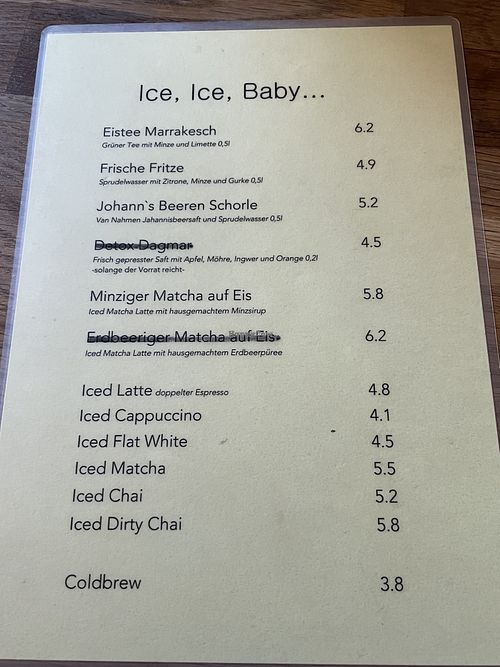 Ice, Ice, Baby...
Eistee Marrakesch 6.2
Grüner Tee mit Minze und Limette 0,5l
Frische Fritze 4.9
Sprudelwasser mit Zitrone, Minze und Gurke 0,5l
Johann`s Beeren Schorle 5.2
Van Nahmen Jahannisbeersaft und Sprudelwasser 0,5l
Detox Dagmar 4.5
Frisch gepresster Saft mit Apfel, Möhre, Ingwer und Orange 0,2l
-solange der Vorrat reicht-
Minziger Matcha auf Eis 5.8
Iced Matcha Latte mit hausgemachtem Minzsirup
Erdbeeriger Matcha auf Eis 6.2
Iced Matcha Latte mit hausgemachtem Erdbeerpüree
Iced Latte doppelter Espresso 4.8
Iced Cappuccino 4.1
Iced Flat White 4.5
Iced Matcha 5.5
Iced Chai 5.2
Iced Dirty Chai 5.8
Coldbrew 3.8